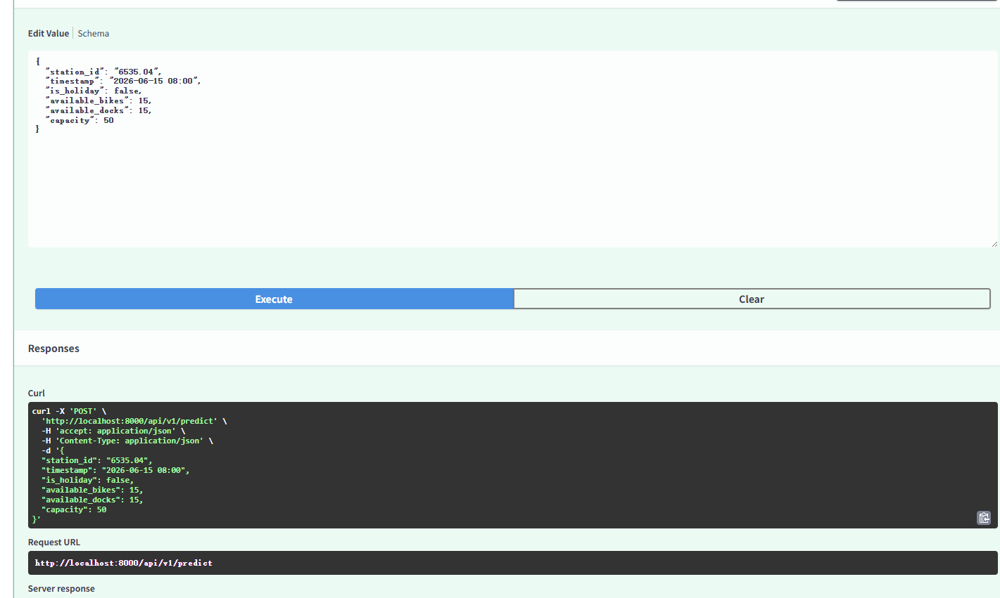 Edit Value | Schema
{
  "station_id": "6535.04",
  "timestamp": "2026-06-15 08:00",
  "is_holiday": false,
  "available_bikes": 15,
  "available_docks": 15,
  "capacity": 50
}
Execute
Clear
Responses
Curl
curl -X 'POST' \
  'http://localhost:8000/api/v1/predict' \
  -H 'accept: application/json' \
  -H 'Content-Type: application/json' \
  -d '{
  "station_id": "6535.04",
  "timestamp": "2026-06-15 08:00",
  "is_holiday": false,
  "available_bikes": 15,
  "available_docks": 15,
  "capacity": 50
}'
Request URL
http://localhost:8000/api/v1/predict
Server response